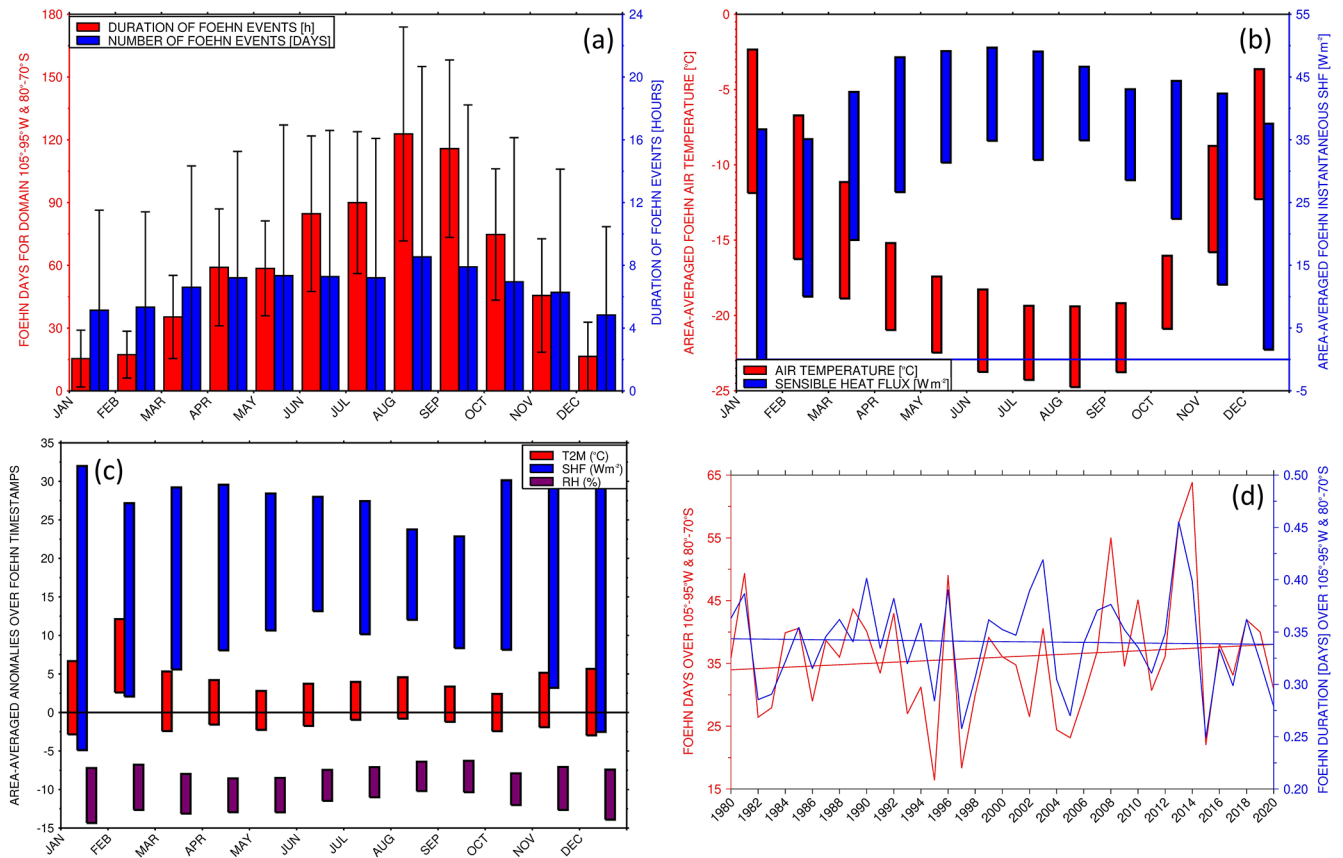 (a)
DURATION OF FOEHN EVENTS [h]
NUMBER OF FOEHN EVENTS [DAYS]
FOEHN DAYS FOR DOMAIN 105°-95°W & 80°-70°S
180
150
120
90
60
30
0
DURATION OF FOEHN EVENTS [HOURS]
24
20
16
12
8
4
0
JAN FEB MAR APR MAY JUN JUL AUG SEP OCT NOV DEC
(b)
AREA-AVERAGED FOEHN AIR TEMPERATURE [°C]
0
-5
-10
-15
-20
-25
AREA-AVERAGED FOEHN INSTANTANEOUS SHF [W m-²]
55
45
35
25
15
5
-5
AIR TEMPERATURE [°C]
SENSIBLE HEAT FLUX [W m-²]
JAN FEB MAR APR MAY JUN JUL AUG SEP OCT NOV DEC
(c)
T2M (°C)
SHF (Wm-²)
RH (%)
AREA-AVERAGED ANOMALIES OVER FOEHN TIMESTAMPS
35
30
25
20
15
10
5
0
-5
-10
-15
JAN FEB MAR APR MAY JUN JUL AUG SEP OCT NOV DEC
(d)
FOEHN DAYS OVER 105°-95°W & 80°-70°S
65
55
45
35
25
15
FOEHN DURATION [DAYS] OVER 105°-95°W & 80°-70°S
0.50
0.45
0.40
0.35
0.30
0.25
0.20
1980 1982 1984 1986 1988 1990 1992 1994 1996 1998 2000 2002 2004 2006 2008 2010 2012 2014 2016 2018 2020